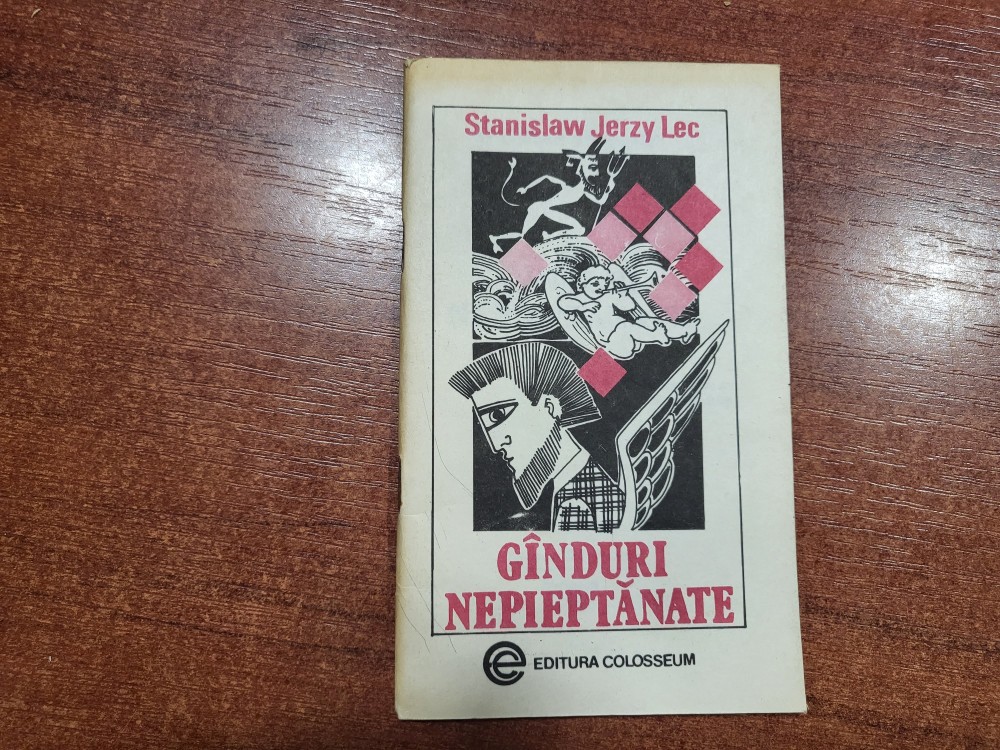 Stanislaw Jerzy Lec
GÎNDURI
NEPIEPTĂNATE
EDITURA COLOSSEUM